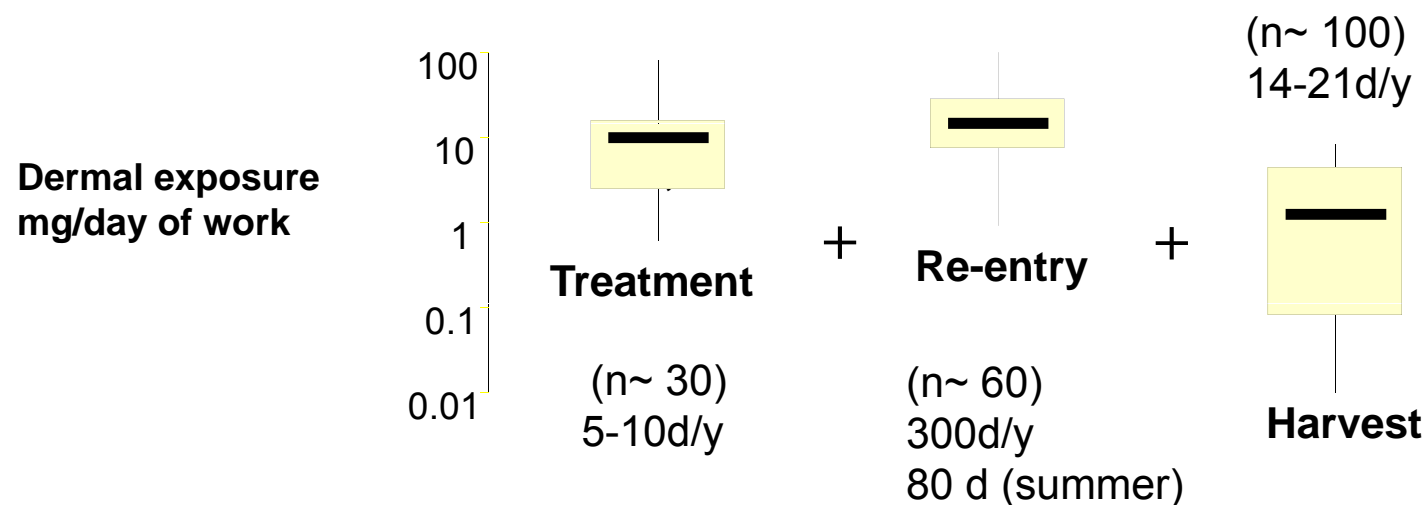 (n~ 100)
14-21d/y
100
10
1
0.1
0.01
Dermal exposure
mg/day of work
Treatment
+
Re-entry
+
Harvest
(n~ 30)
5-10d/y
(n~ 60)
300d/y
80 d (summer)